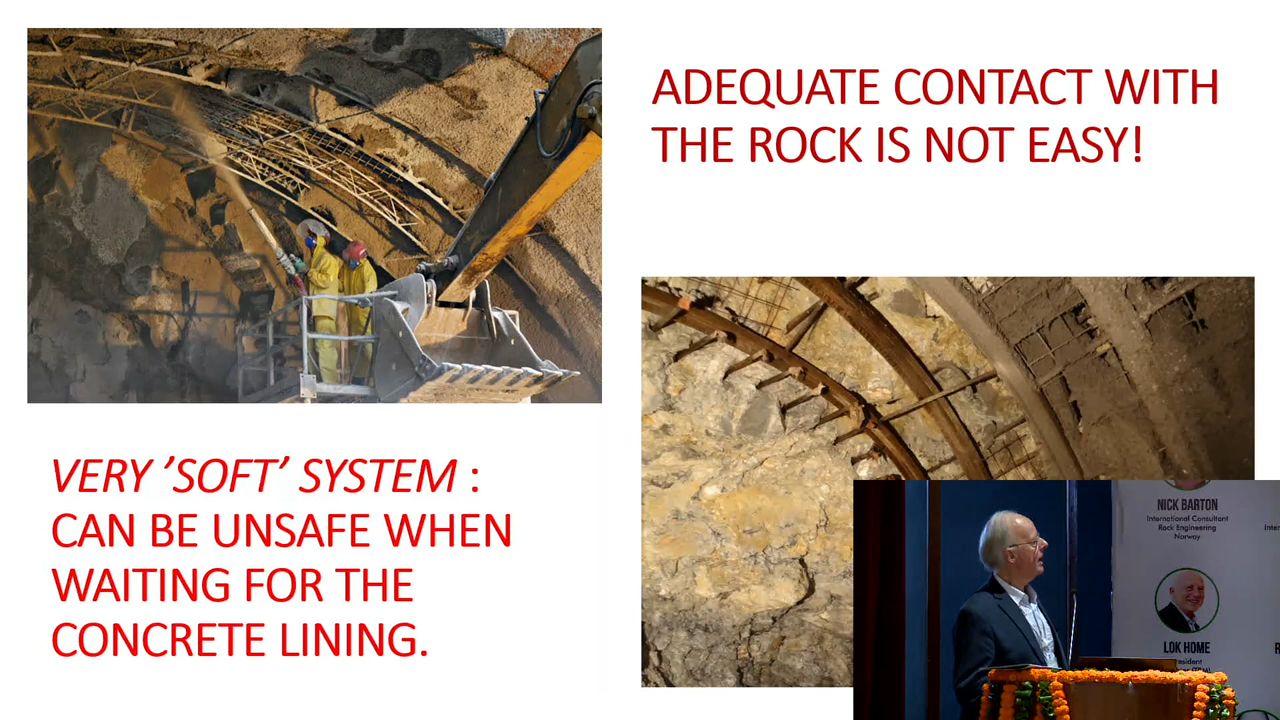 ADEQUATE CONTACT WITH
THE ROCK IS NOT EASY!
VERY ’SOFT’ SYSTEM :
CAN BE UNSAFE WHEN
WAITING FOR THE
CONCRETE LINING.
NICK BARTON
International Consultant
Rock Engineering
Norway
LOK HOME